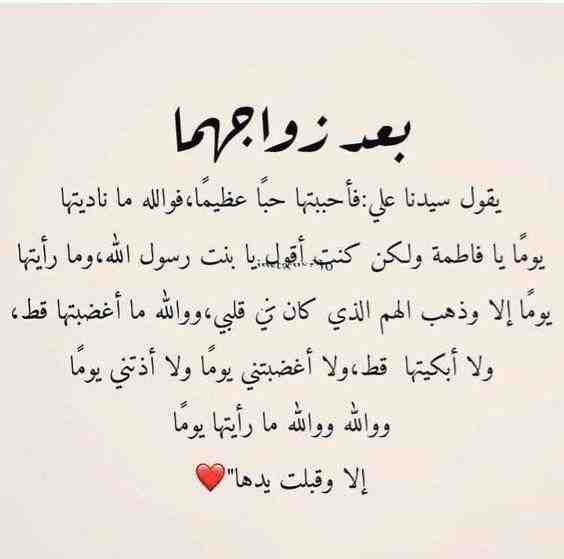 بعد زواجهما
يقول سيدنا علي:فأحببتها حبًا عظيمًا،فوالله ما ناديتها
يومًا يا فاطمة ولكن كنت أقول يا بنت رسول الله،وما رأيتها
يومًا إلا وذهب الهم الذي كان في قلبي،ووالله ما أغضبتها قط،
ولا أبكيتها قط،ولا أغضبتني يومًا ولا أذتني يومًا
ووالله ووالله ما رأيتها يومًا
إلا وقبلت يدها"❤️